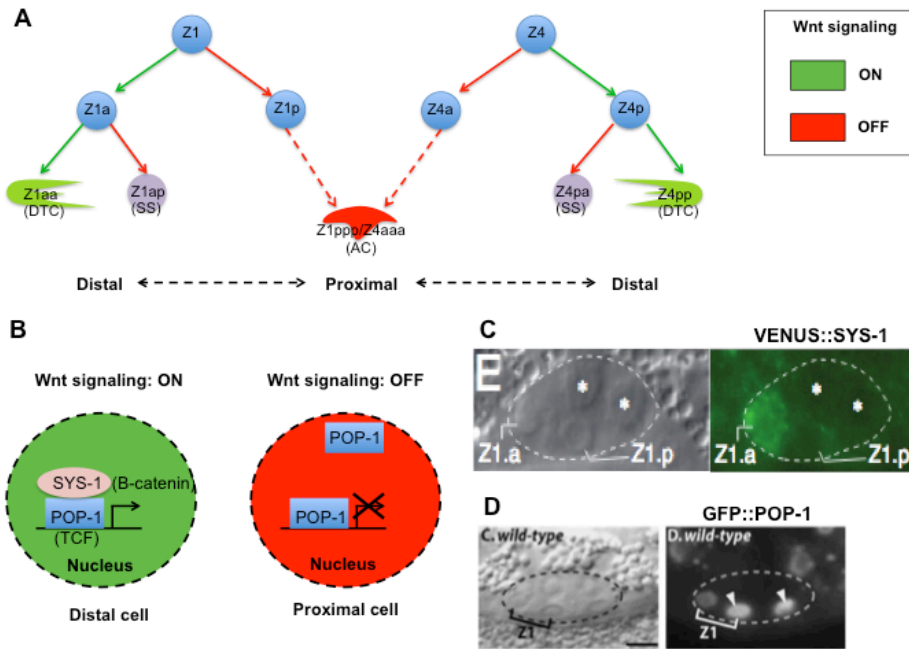 A
Z1
Z4
Wnt signaling
ON
OFF
Z1a
Z1p
Z4a
Z4p
Z1aa
(DTC)
Z1ap
(SS)
Z1ppp/Z4aaa
(AC)
Z4pa
(SS)
Z4pp
(DTC)
Distal
Proximal
Distal
B
Wnt signaling: ON
Wnt signaling: OFF
SYS-1 (B-catenin)
POP-1
(TCF)
Nucleus
Distal cell
POP-1
POP-1
Nucleus
Proximal cell
C
VENUS::SYS-1
E
* *
Z1.a Z1.p
* *
Z1.a Z1.p
D
GFP::POP-1
C. wild-type
Z1
D. wild-type
Z1